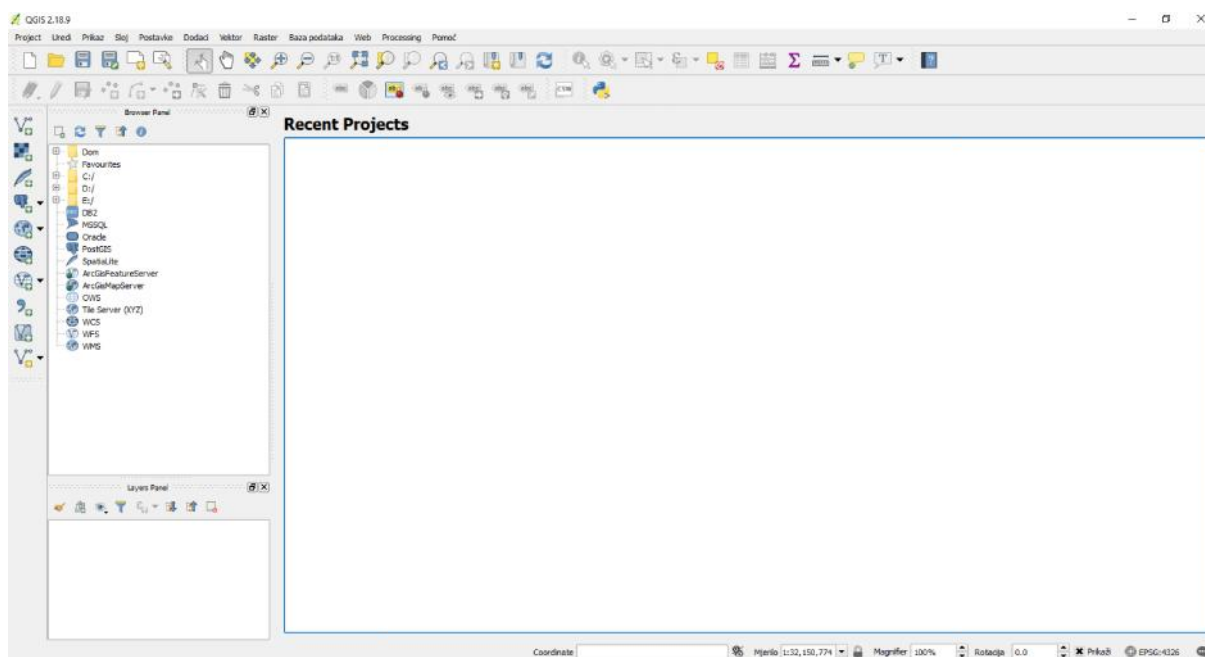 QGIS 2.18.9
Project Uredi Prikaz Sloj Postavke Dodaci Vektor Raster Baza podataka Web Processing Pomoć
Browser Panel
Recent Projects
Dom
Favourites
C:/
D:/
E:/
DB2
MSSQL
Oracle
PostGIS
SpatiaLite
ArcGisFeatureServer
ArcGisMapServer
OWS
Tile Server (XYZ)
WCS
WFS
WMS
Layers Panel
Coordinate Mjerilo 1:32,150,774 Magnifier 100% Rotacija 0.0 Prikaži EPSG:4326